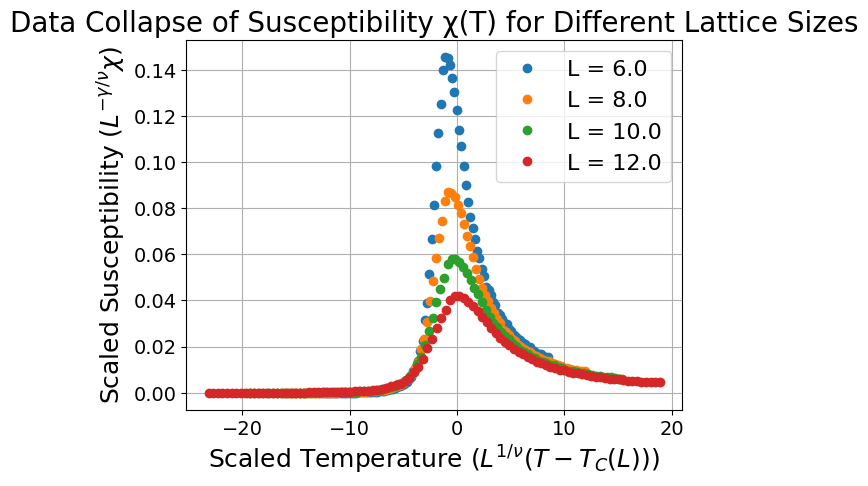 Data Collapse of Susceptibility χ(T) for Different Lattice Sizes
Scaled Susceptibility (L^{-γ/ν}χ)
0.14
0.12
0.10
0.08
0.06
0.04
0.02
0.00
L = 6.0
L = 8.0
L = 10.0
L = 12.0
−20
−10
0
10
20
Scaled Temperature (L^{1/ν}(T − T_C(L)))